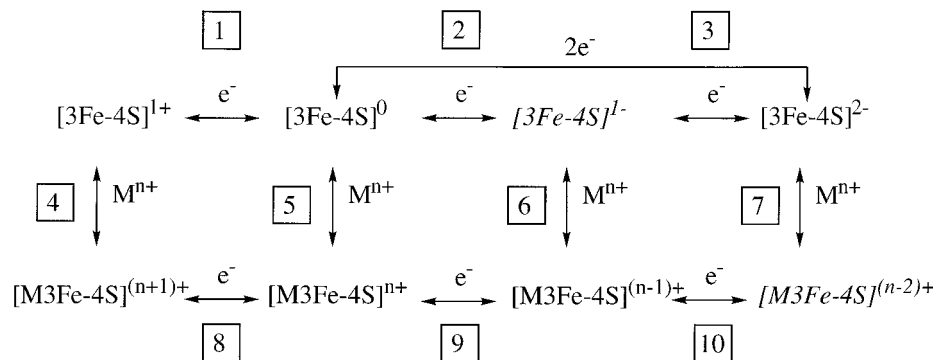 1 2 3
2e⁻
e⁻ e⁻ e⁻
[3Fe-4S]¹⁺ [3Fe-4S]⁰ [3Fe-4S]¹⁻ [3Fe-4S]²⁻
4 Mⁿ⁺ 5 Mⁿ⁺ 6 Mⁿ⁺ 7 Mⁿ⁺
e⁻ e⁻ e⁻
[M3Fe-4S]⁽ⁿ⁺¹⁾⁺ [M3Fe-4S]ⁿ⁺ [M3Fe-4S]⁽ⁿ⁻¹⁾⁺ [M3Fe-4S]⁽ⁿ⁻²⁾⁺
8 9 10